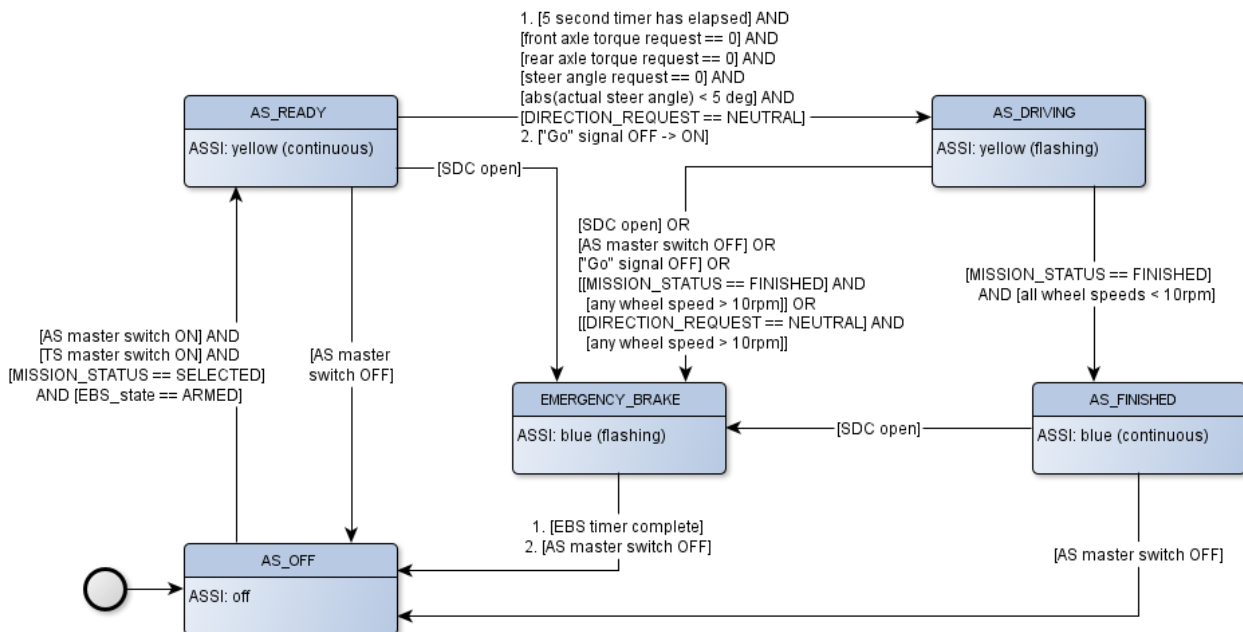 1. [5 second timer has elapsed] AND
[front axle torque request == 0] AND
[rear axle torque request == 0] AND
[steer angle request == 0] AND
[abs(actual steer angle) < 5 deg] AND
[DIRECTION_REQUEST == NEUTRAL]
2. ["Go" signal OFF -> ON]
AS_READY
ASSI: yellow (continuous)
AS_DRIVING
ASSI: yellow (flashing)
[SDC open]
[SDC open] OR
[AS master switch OFF] OR
["Go" signal OFF] OR
[[MISSION_STATUS == FINISHED] AND
[any wheel speed > 10rpm]] OR
[[DIRECTION_REQUEST == NEUTRAL] AND
[any wheel speed > 10rpm]]
[MISSION_STATUS == FINISHED]
AND [all wheel speeds < 10rpm]
[AS master switch ON] AND
[TS master switch ON] AND
[MISSION_STATUS == SELECTED]
AND [EBS_state == ARMED]
[AS master
switch OFF]
EMERGENCY_BRAKE
ASSI: blue (flashing)
[SDC open]
AS_FINISHED
ASSI: blue (continuous)
1. [EBS timer complete]
2. [AS master switch OFF]
[AS master switch OFF]
AS_OFF
ASSI: off